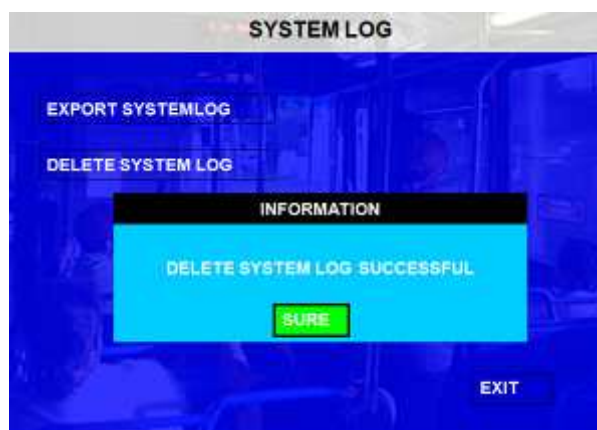 SYSTEM LOG
EXPORT SYSTEMLOG
DELETE SYSTEM LOG
INFORMATION
DELETE SYSTEM LOG SUCCESSFUL
SURE
EXIT